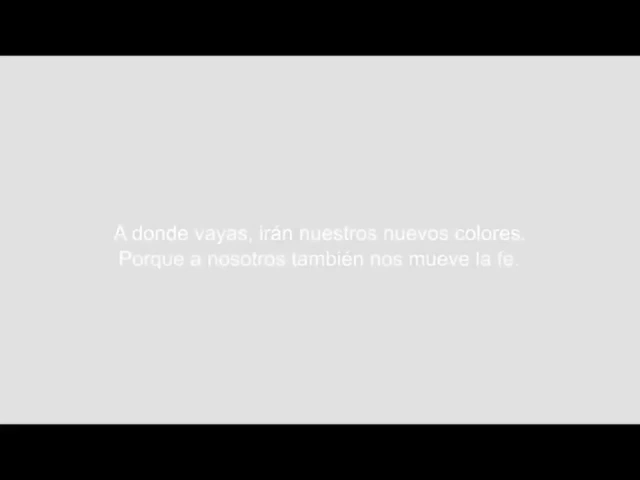 A donde vayas, irán nuestros nuevos colores.
Porque a nosotros también nos mueve la fe.